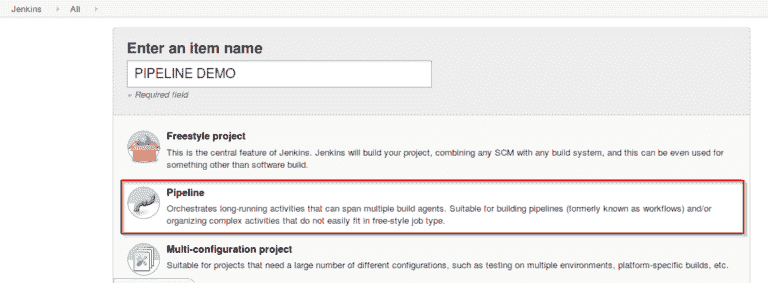 Jenkins All
Enter an item name
PIPELINE DEMO
» Required field
Freestyle project
This is the central feature of Jenkins. Jenkins will build your project, combining any SCM with any build system, and this can be even used for
something other than software build.
Pipeline
Orchestrates long-running activities that can span multiple build agents. Suitable for building pipelines (formerly known as workflows) and/or
organizing complex activities that do not easily fit in free-style job type.
Multi-configuration project
Suitable for projects that need a large number of different configurations, such as testing on multiple environments, platform-specific builds, etc.